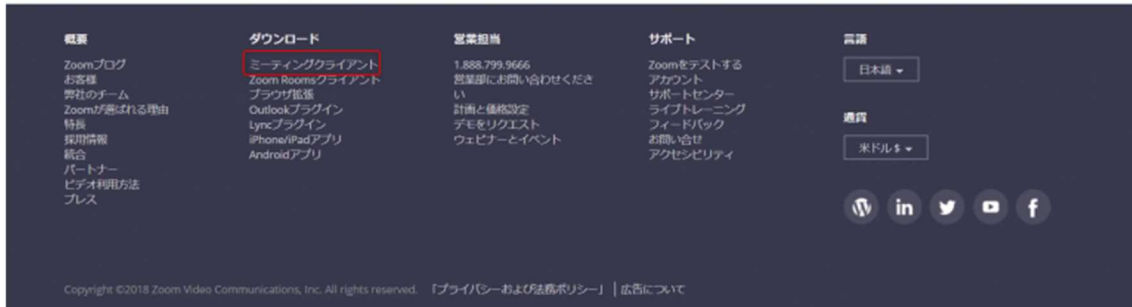 概要
Zoomブログ
お客様
弊社のチーム
Zoomが選ばれる理由
特長
採用情報
統合
パートナー
ビデオ利用方法
プレス
ダウンロード
ミーティングクライアント
Zoom Roomsクライアント
ブラウザ拡張
Outlookプラグイン
Lyncプラグイン
iPhone/iPadアプリ
Androidアプリ
営業担当
1.888.799.9666
営業部にお問い合わせくださ
い
計画と価格設定
デモをリクエスト
ウェビナーとイベント
サポート
Zoomをテストする
アカウント
サポートセンター
ライブトレーニング
フィードバック
お問い合せ
アクセシビリティ
言語
日本語
通貨
米ドル $
Copyright ©2018 Zoom Video Communications, Inc. All rights reserved. 「プライバシーおよび法務ポリシー」 | 広告について